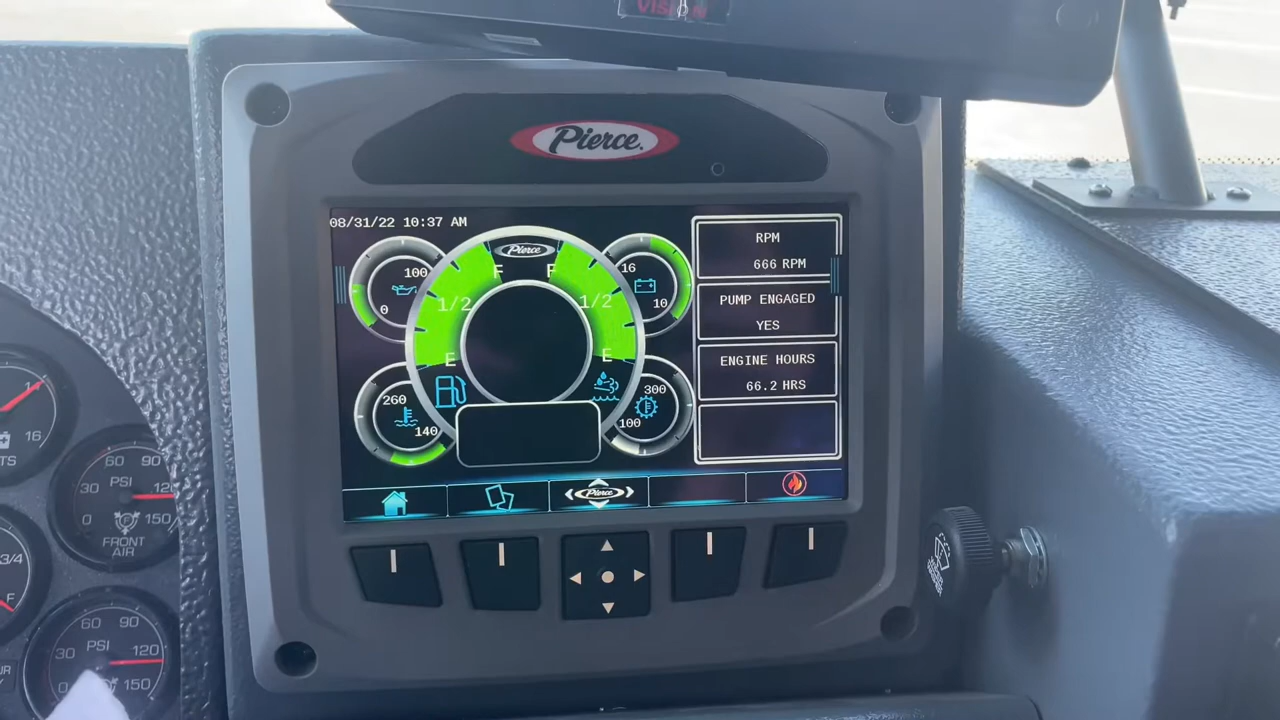 VISION
Pierce.
08/31/22 10:37 AM
Pierce
100
0
F
F
1/2
1/2
E
E
16
10
260
140
300
100
RPM
666 RPM
PUMP ENGAGED
YES
ENGINE HOURS
66.2 HRS
Pierce
16
60
90
PSI
30
0
150
FRONT
AIR
3/4
F
60
90
PSI
30
120
0
150